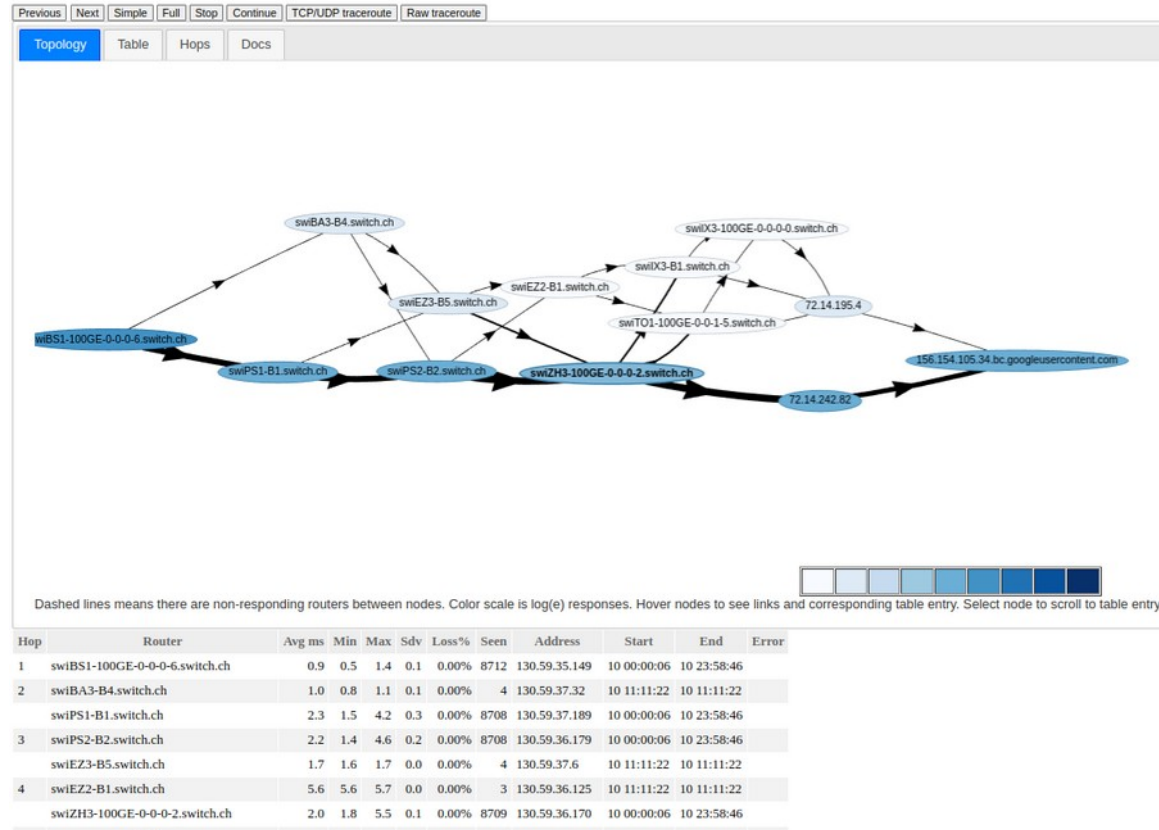 Previous Next Simple Full Stop Continue TCP/UDP traceroute Raw traceroute
Topology Table Hops Docs
swiBA3-B4.switch.ch
swiIX3-100GE-0-0-0-0.switch.ch
swiIX3-B1.switch.ch
swiEZ2-B1.switch.ch
swiEZ3-B5.switch.ch
72.14.195.4
swiTO1-100GE-0-0-1-5.switch.ch
wiBS1-100GE-0-0-0-6.switch.ch
156.154.105.34.bc.googleusercontent.com
swiPS1-B1.switch.ch
swiPS2-B2.switch.ch
swiZH3-100GE-0-0-0-2.switch.ch
72.14.242.82
Dashed lines means there are non-responding routers between nodes. Color scale is log(e) responses. Hover nodes to see links and corresponding table entry. Select node to scroll to table entry
Hop Router Avg ms Min Max Sdv Loss% Seen Address Start End Error
1 swiBS1-100GE-0-0-0-6.switch.ch 0.9 0.5 1.4 0.1 0.00% 8712 130.59.35.149 10 00:00:06 10 23:58:46
2 swiBA3-B4.switch.ch 1.0 0.8 1.1 0.1 0.00% 4 130.59.37.32 10 11:11:22 10 11:11:22
swiPS1-B1.switch.ch 2.3 1.5 4.2 0.3 0.00% 8708 130.59.37.189 10 00:00:06 10 23:58:46
3 swiPS2-B2.switch.ch 2.2 1.4 4.6 0.2 0.00% 8708 130.59.36.179 10 00:00:06 10 23:58:46
swiEZ3-B5.switch.ch 1.7 1.6 1.7 0.0 0.00% 4 130.59.37.6 10 11:11:22 10 11:11:22
4 swiEZ2-B1.switch.ch 5.6 5.6 5.7 0.0 0.00% 3 130.59.36.125 10 11:11:22 10 11:11:22
swiZH3-100GE-0-0-0-2.switch.ch 2.0 1.8 5.5 0.1 0.00% 8709 130.59.36.170 10 00:00:06 10 23:58:46